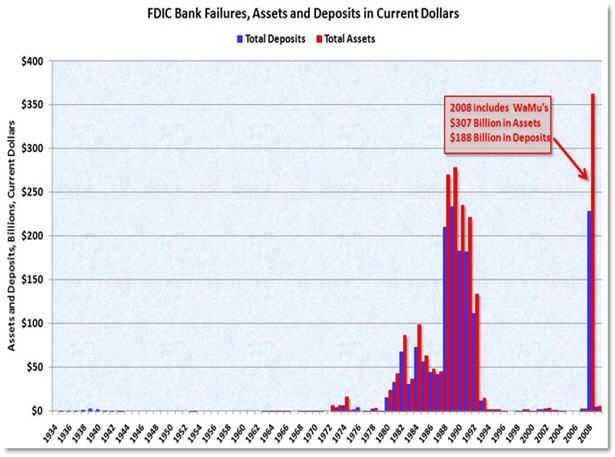 FDIC Bank Failures, Assets and Deposits in Current Dollars
Total Deposits Total Assets
Assets and Deposits, Billions, Current Dollars
$400
$350
$300
$250
$200
$150
$100
$50
$0
2008 includes WaMu's
$307 Billion in Assets
$188 Billion in Deposits
1934 1936 1938 1940 1942 1944 1946 1948 1950 1952 1954 1956 1958 1960 1962 1964 1966 1968 1970 1972 1974 1976 1978 1980 1982 1984 1986 1988 1990 1992 1994 1996 1998 2000 2002 2004 2006 2008